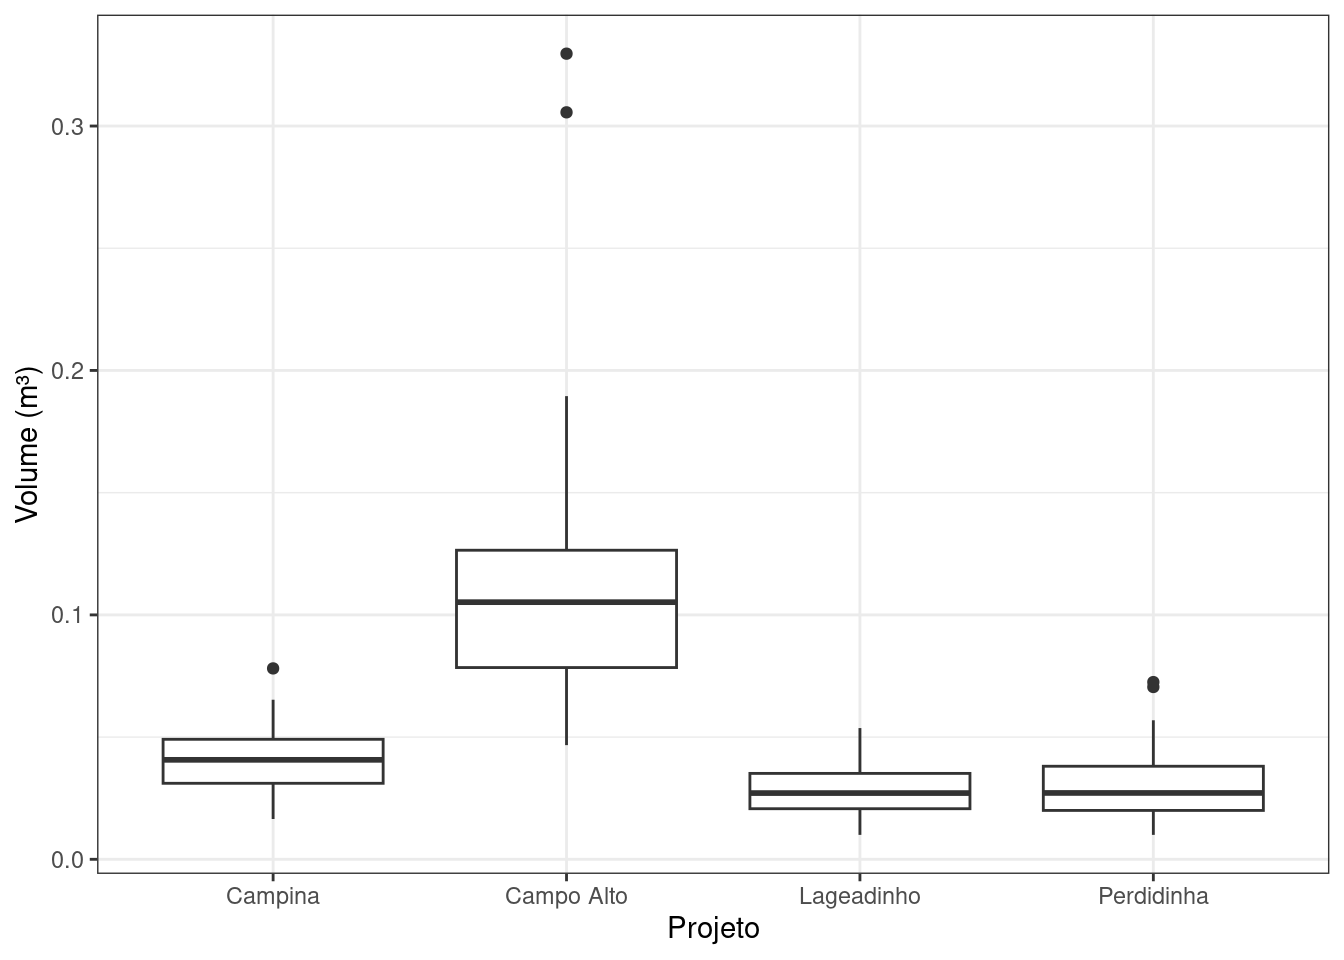 Volume (m³)
0.3
0.2
0.1
0.0
Campina
Campo Alto
Lageadinho
Perdidinha
Projeto